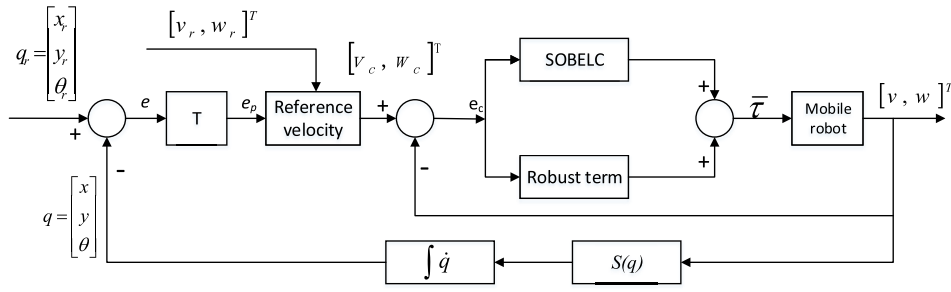 q_r = [x_r
y_r
θ_r]
[v_r , w_r]^T
[V_C , W_C]^T
SOBELC
[v , w]^T
e
T
e_p
Reference
velocity
+
e_c
+
τ̅
Mobile
robot
+
-
-
+
Robust term
q = [x
y
θ]
∫ q̇
S(q)